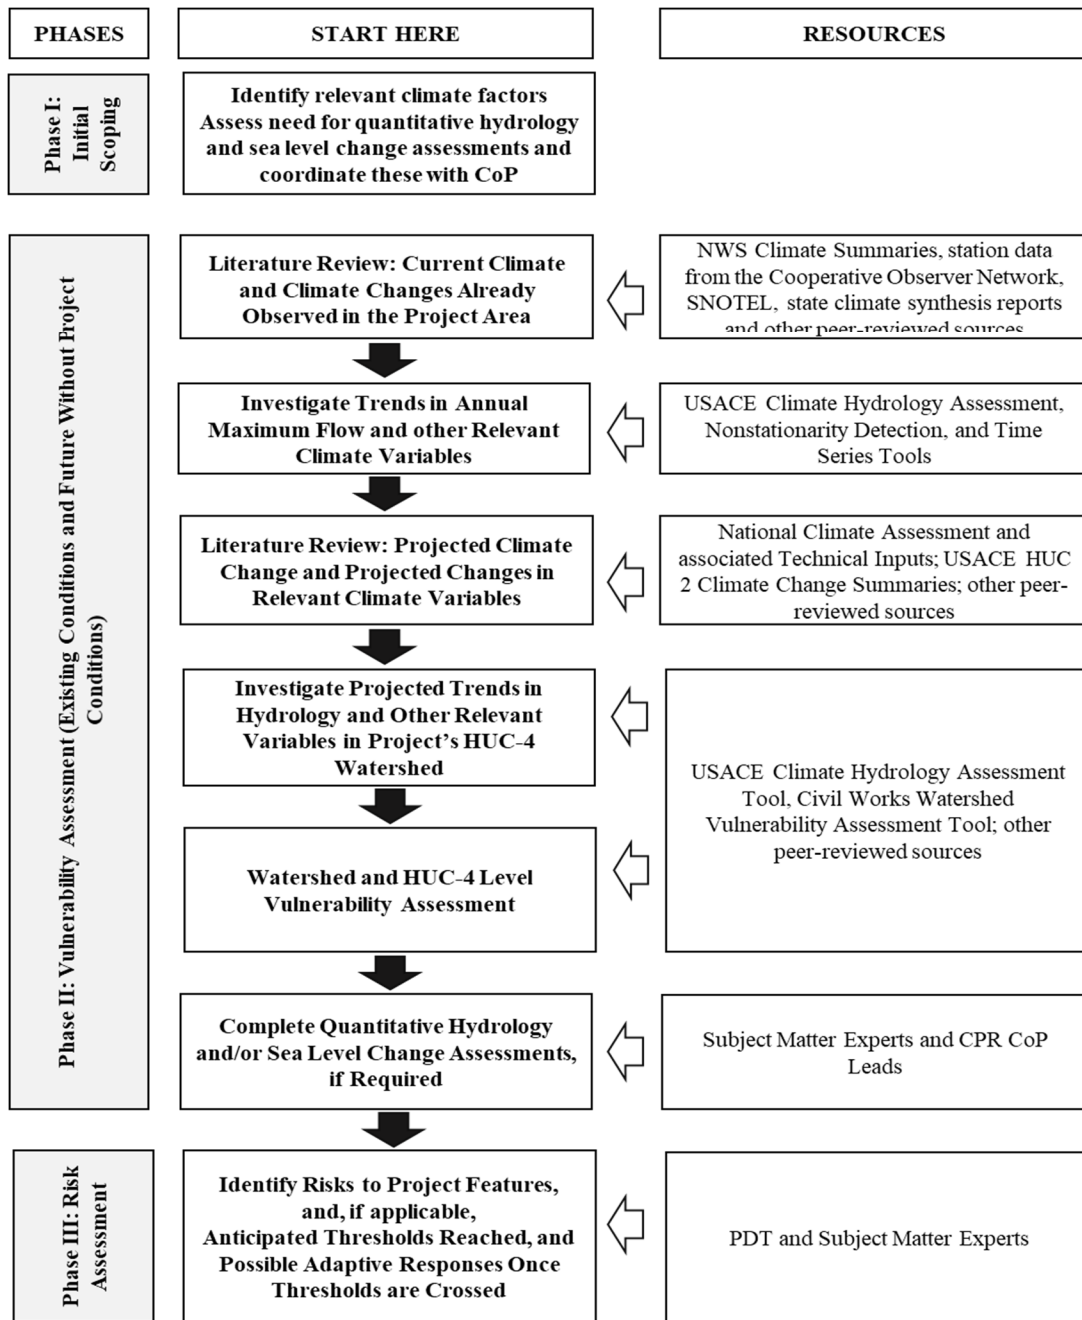 PHASES
START HERE
RESOURCES
Phase I:
Initial
Scoping
Identify relevant climate factors
Assess need for quantitative hydrology
and sea level change assessments and
coordinate these with CoP
Phase II: Vulnerability Assessment (Existing Conditions and Future Without Project
Conditions)
Literature Review: Current Climate
and Climate Changes Already
Observed in the Project Area
NWS Climate Summaries, station data
from the Cooperative Observer Network,
SNOTEL, state climate synthesis reports
and other peer-reviewed sources
Investigate Trends in Annual
Maximum Flow and other Relevant
Climate Variables
USACE Climate Hydrology Assessment,
Nonstationarity Detection, and Time
Series Tools
Literature Review: Projected Climate
Change and Projected Changes in
Relevant Climate Variables
National Climate Assessment and
associated Technical Inputs; USACE HUC
2 Climate Change Summaries; other peer-
reviewed sources
Investigate Projected Trends in
Hydrology and Other Relevant
Variables in Project’s HUC-4
Watershed
USACE Climate Hydrology Assessment
Tool, Civil Works Watershed
Vulnerability Assessment Tool; other
peer-reviewed sources
Watershed and HUC-4 Level
Vulnerability Assessment
Complete Quantitative Hydrology
and/or Sea Level Change Assessments,
if Required
Subject Matter Experts and CPR CoP
Leads
Phase III: Risk
Assessment
Identify Risks to Project Features,
and, if applicable,
Anticipated Thresholds Reached, and
Possible Adaptive Responses Once
Thresholds are Crossed
PDT and Subject Matter Experts